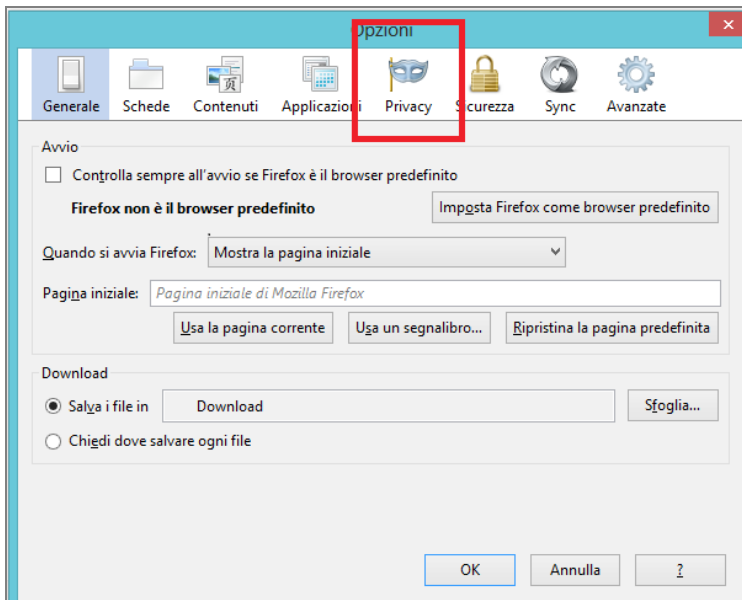 Opzioni
Generale Schede Contenuti Applicazioni Privacy Sicurezza Sync Avanzate
Avvio
Controlla sempre all'avvio se Firefox è il browser predefinito
Firefox non è il browser predefinito Imposta Firefox come browser predefinito
Quando si avvia Firefox: Mostra la pagina iniziale
Pagina iniziale: Pagina iniziale di Mozilla Firefox
Usa la pagina corrente Usa un segnalibro... Ripristina la pagina predefinita
Download
Salva i file in Download Sfoglia...
Chiedi dove salvare ogni file
OK Annulla ?